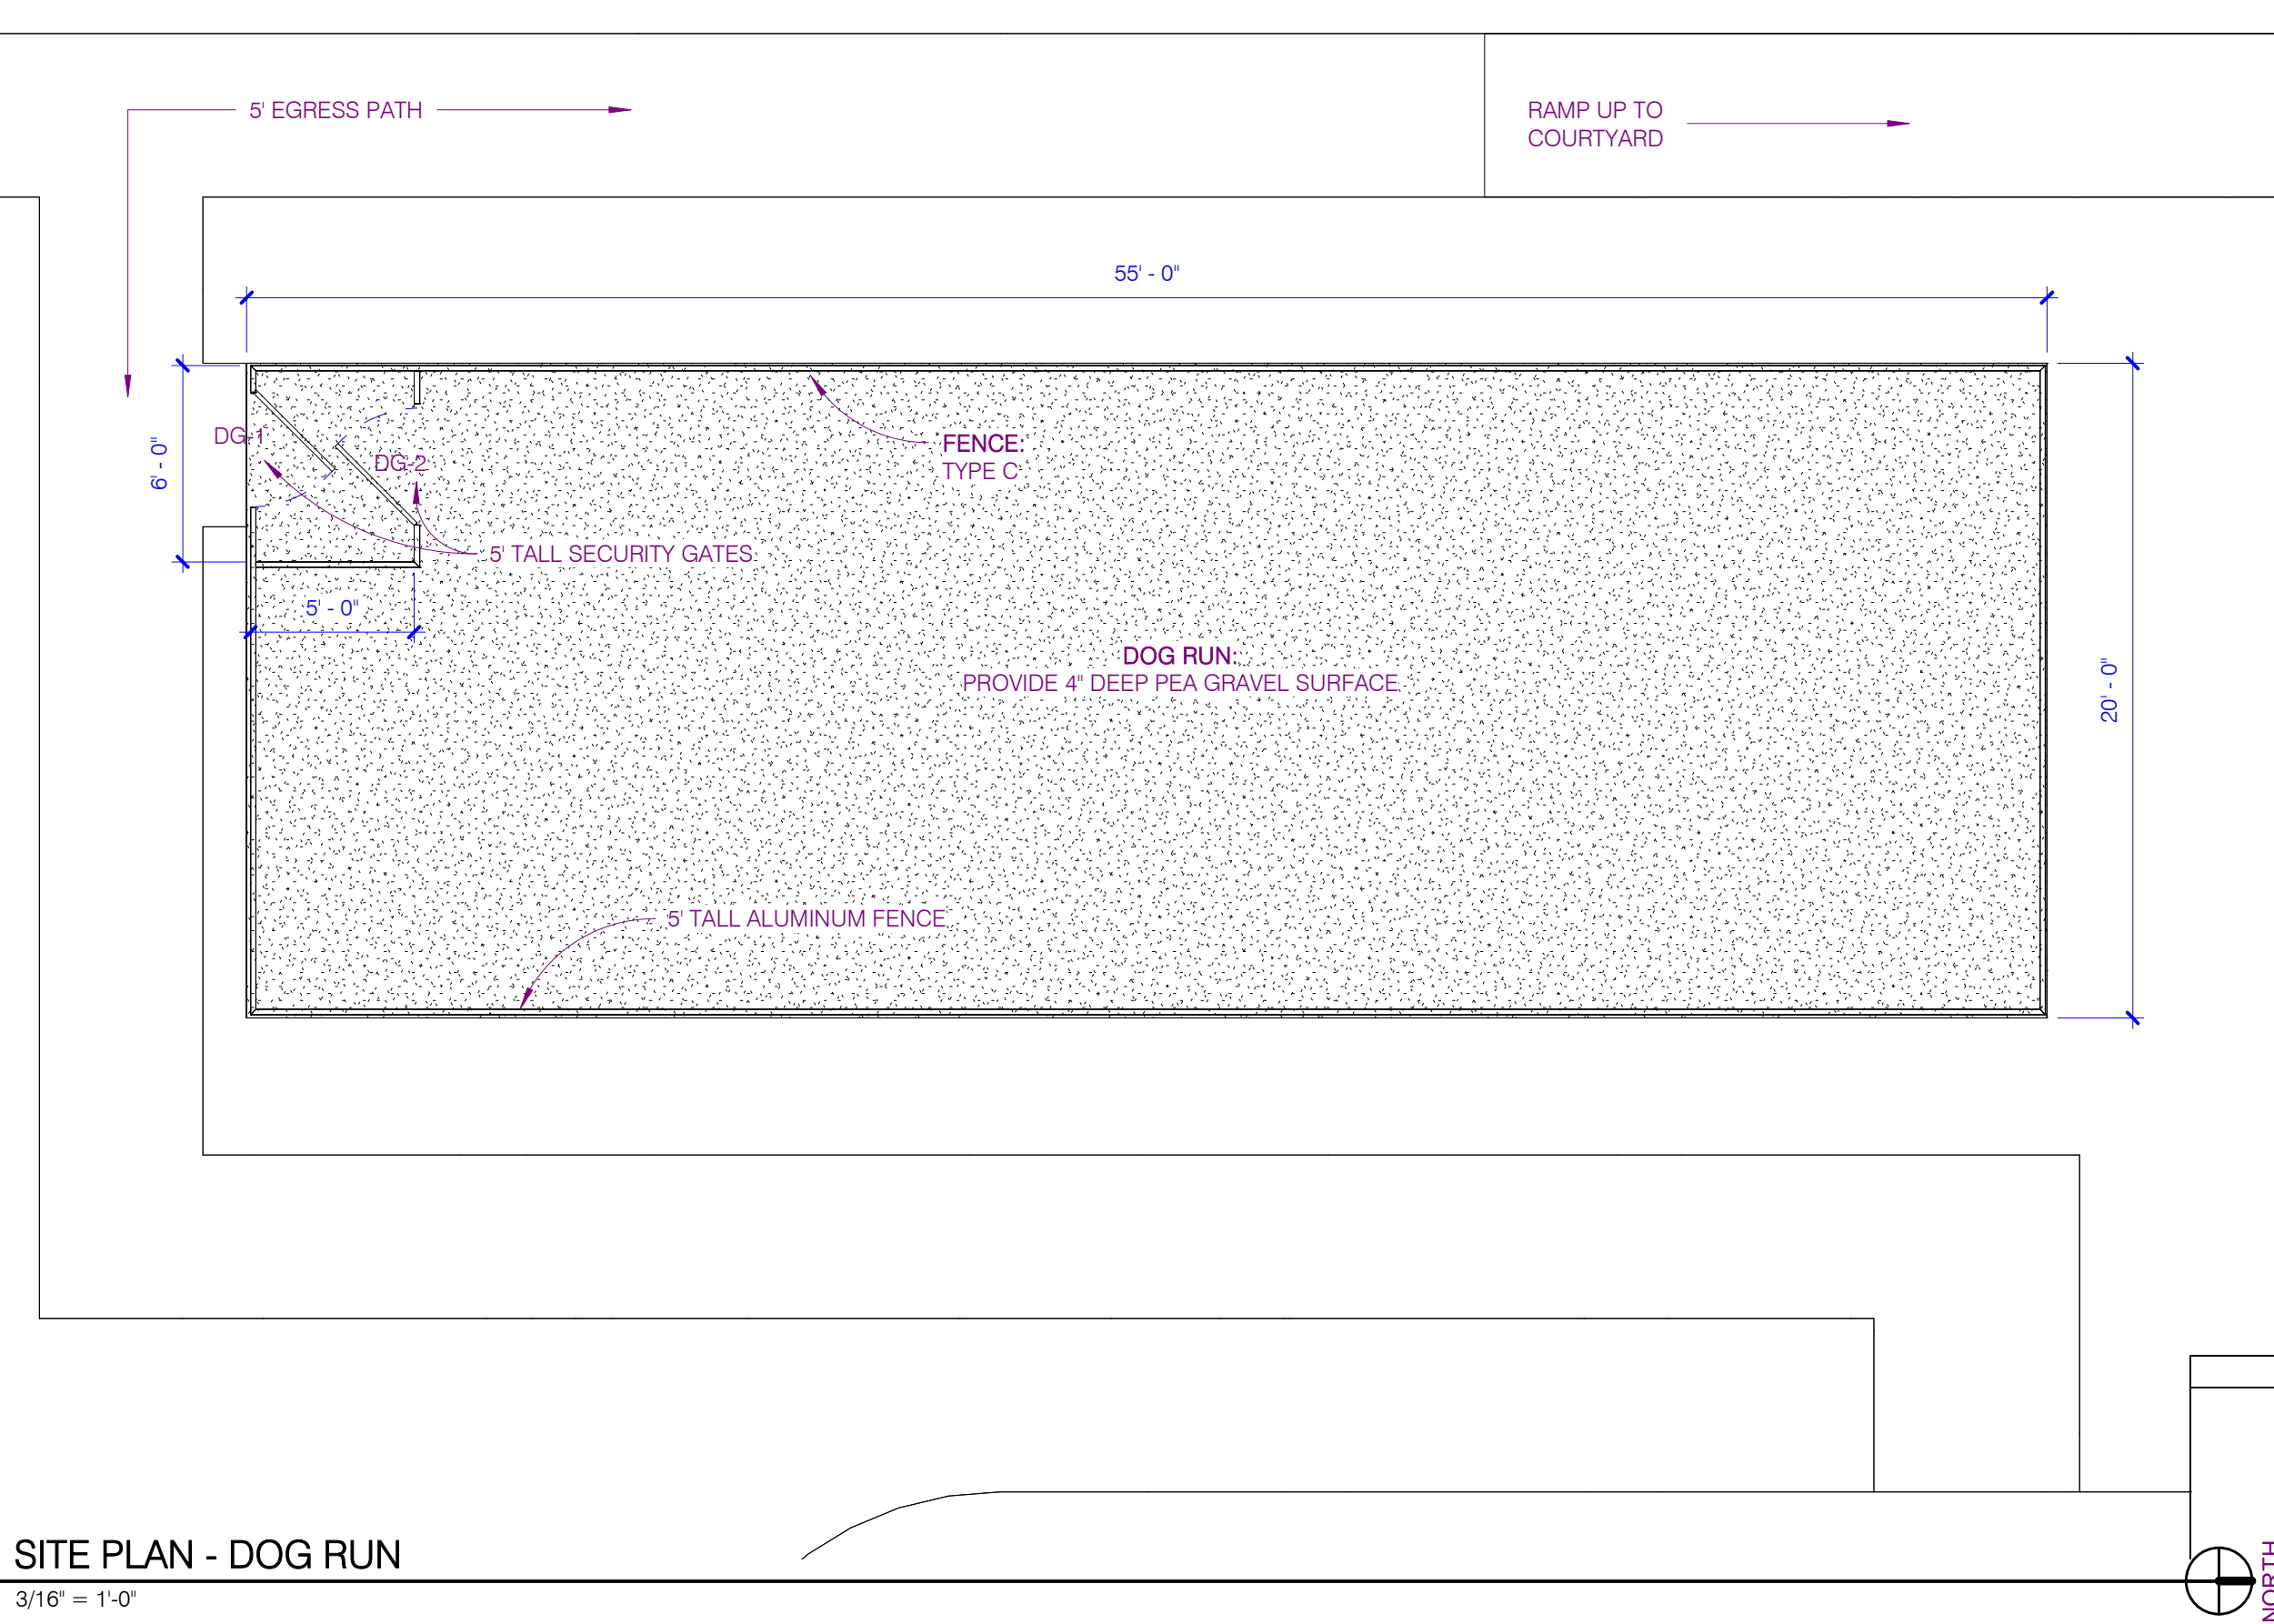 5' EGRESS PATH
RAMP UP TO
COURTYARD
55' - 0"
DG-1
6' - 0"
DG-2
FENCE:
TYPE C
5' TALL SECURITY GATES
5' - 0"
DOG RUN:
PROVIDE 4" DEEP PEA GRAVEL SURFACE
20' - 0"
5' TALL ALUMINUM FENCE
SITE PLAN - DOG RUN
3/16" = 1'-0"
NORTH